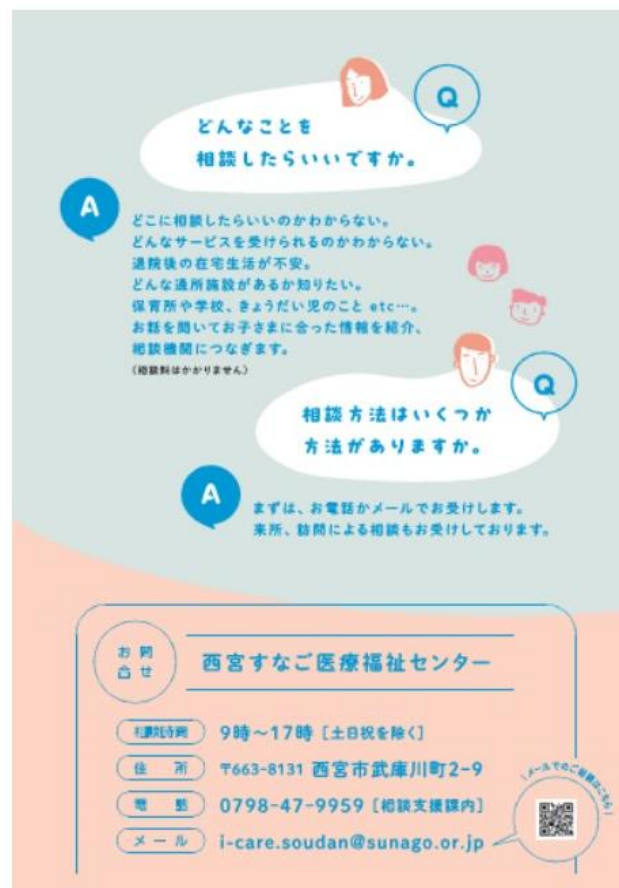 Q
どんなことを
相談したらいいですか。
A
どこに相談したらいいのかわからない。
どんなサービスを受けられるのかわからない。
退院後の在宅生活が不安。
どんな通所施設があるか知りたい。
保育所や学校、きょうだい児のこと etc…。
お話を聞いてお子さまに合った情報を紹介、
相談機関につなぎます。
(相談料はかかりません)
Q
相談方法はいくつか
方法がありますか。
A
まずは、お電話かメールでお受けします。
来所、訪問による相談もお受けしております。
お問
合せ
西宮すなご医療福祉センター
相談時間 9時〜17時 [土日祝を除く]
住所 〒663-8131 西宮市武庫川町2-9
電話 0798-47-9959 [相談支援課内]
メール i-care.soudan@sunago.or.jp
メールでのご相談はこちら